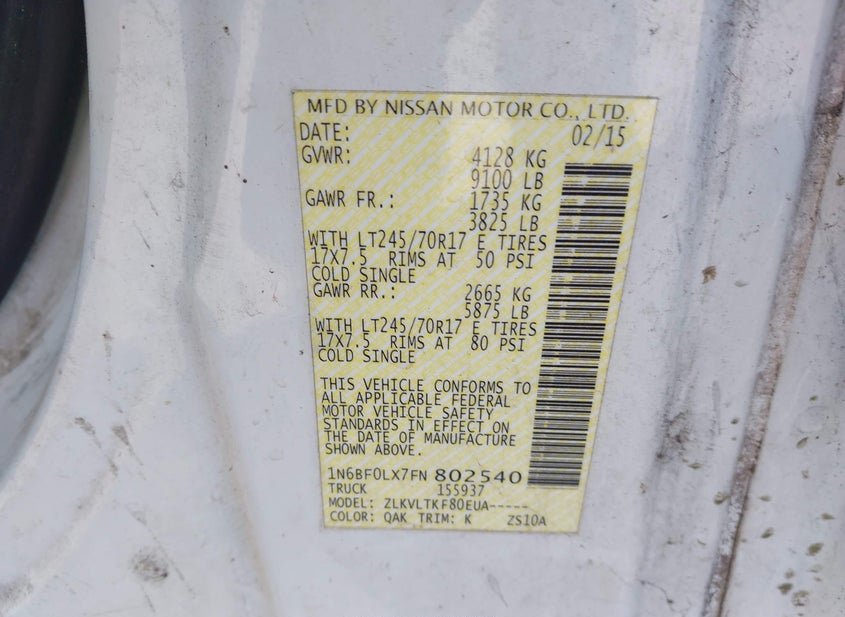 MFD BY NISSAN MOTOR CO., LTD.
DATE: 02/15
GVWR: 4128 KG
9100 LB
GAWR FR.: 1735 KG
3825 LB
WITH LT245/70R17 E TIRES
17X7.5 RIMS AT 50 PSI
COLD SINGLE
GAWR RR.: 2665 KG
5875 LB
WITH LT245/70R17 E TIRES
17X7.5 RIMS AT 80 PSI
COLD SINGLE
THIS VEHICLE CONFORMS TO
ALL APPLICABLE FEDERAL
MOTOR VEHICLE SAFETY
STANDARDS IN EFFECT ON
THE DATE OF MANUFACTURE
SHOWN ABOVE.
1N6BF0LX7FN 802540
TRUCK 155937
MODEL: ZLKVLTKF80EUA-----
COLOR: QAK TRIM: K ZS10A